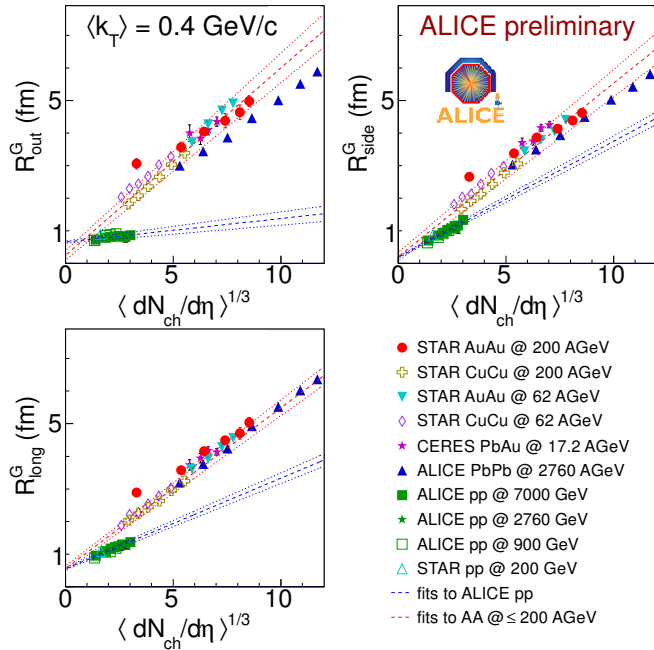 ⟨k_T⟩ = 0.4 GeV/c
ALICE preliminary
ALICE
R^G_out (fm)
5
1
0 5 10
⟨ dN_ch/dη ⟩^1/3
R^G_side (fm)
5
1
0 5 10
⟨ dN_ch/dη ⟩^1/3
R^G_long (fm)
5
1
0 5 10
⟨ dN_ch/dη ⟩^1/3
STAR AuAu @ 200 AGeV
STAR CuCu @ 200 AGeV
STAR AuAu @ 62 AGeV
STAR CuCu @ 62 AGeV
CERES PbAu @ 17.2 AGeV
ALICE PbPb @ 2760 AGeV
ALICE pp @ 7000 GeV
ALICE pp @ 2760 GeV
ALICE pp @ 900 GeV
STAR pp @ 200 GeV
fits to ALICE pp
fits to AA @ ≤ 200 AGeV